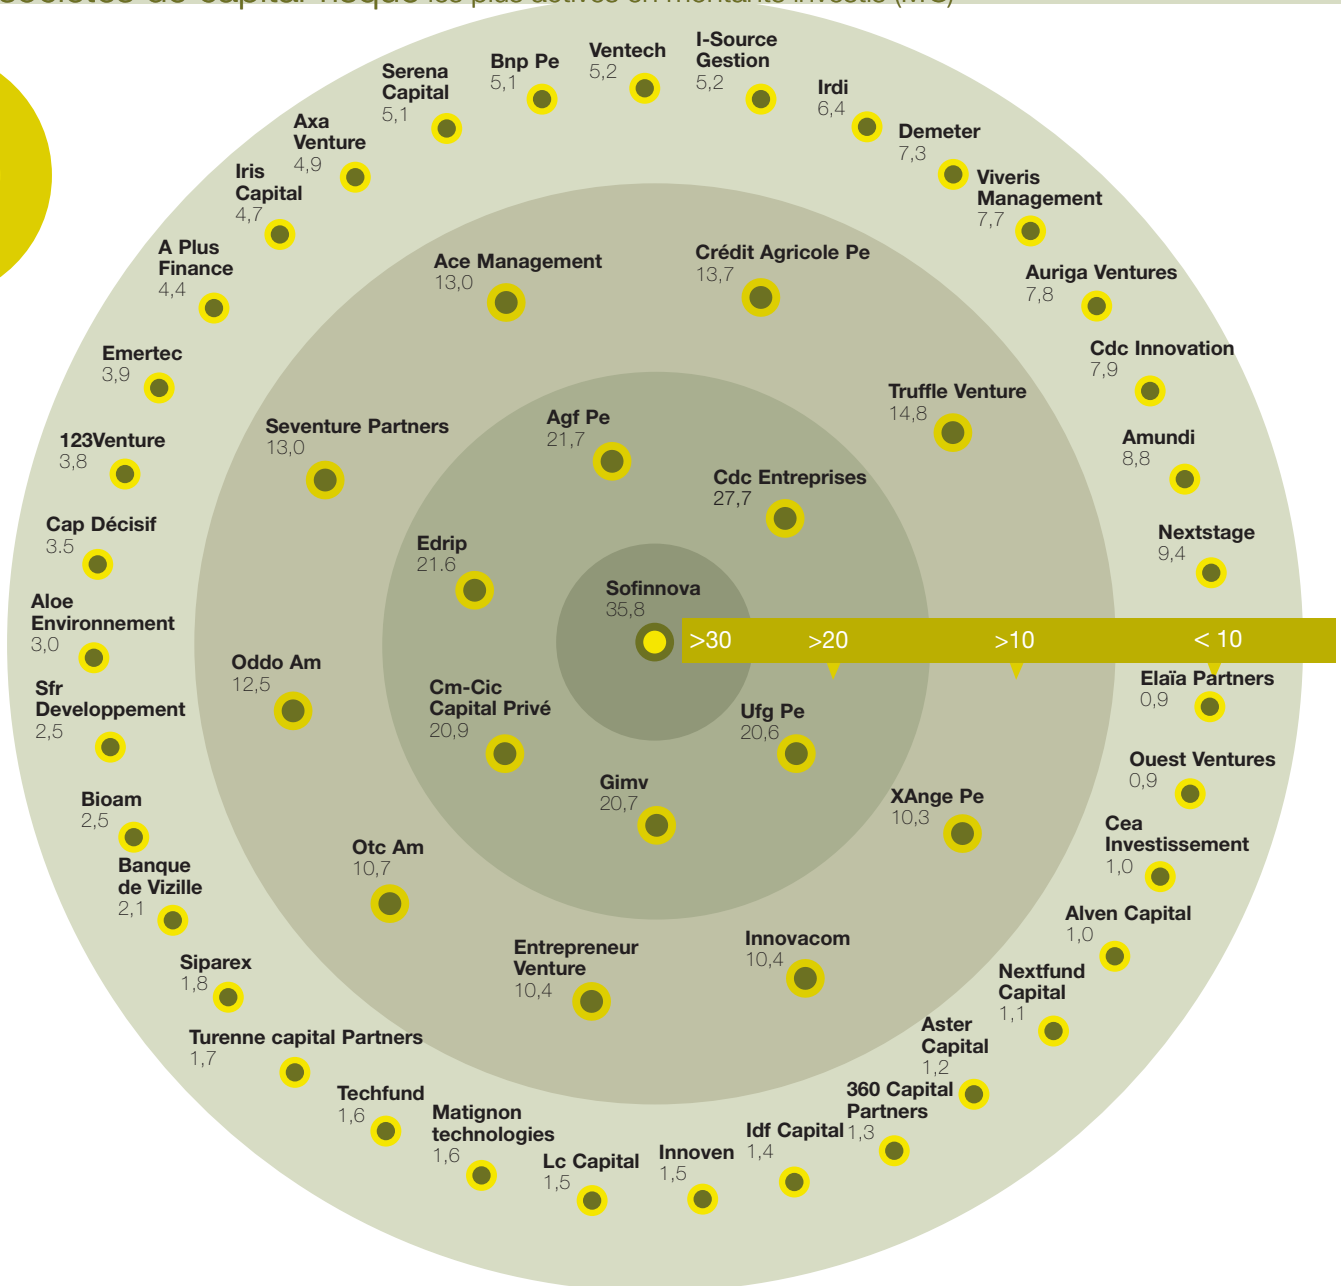 sociétés de capital-risque les plus actives en montants investis (M€)
I-Source
Gestion
5,2
Ventech
5,2
Bnp Pe
5,1
Serena
Capital
5,1
Irdi
6,4
Axa
Venture
4,9
Demeter
7,3
Iris
Capital
4,7
Viveris
Management
7,7
A Plus
Finance
4,4
Ace Management
13,0
Crédit Agricole Pe
13,7
Auriga Ventures
7,8
Emertec
3,9
Cdc Innovation
7,9
Truffle Venture
14,8
Seventure Partners
13,0
Agf Pe
21,7
123Venture
3,8
Amundi
8,8
Cdc Entreprises
27,7
Cap Décisif
3.5
Edrip
21.6
Nextstage
9,4
Aloe
Environnement
3,0
Sofinnova
35,8
>30 >20 >10 < 10
Oddo Am
12,5
Sfr
Developpement
2,5
Cm-Cic
Capital Privé
20,9
Ufg Pe
20,6
Elaïa Partners
0,9
Gimv
20,7
Ouest Ventures
0,9
Bioam
2,5
XAnge Pe
10,3
Cea
Investissement
1,0
Otc Am
10,7
Banque
de Vizille
2,1
Alven Capital
1,0
Entrepreneur
Venture
10,4
Innovacom
10,4
Siparex
1,8
Nextfund
Capital
1,1
Turenne capital Partners
1,7
Aster
Capital
1,2
Techfund
1,6
360 Capital
Partners
1,3
Matignon
technologies
1,6
Idf Capital
1,4
Lc Capital
1,5
Innoven
1,5